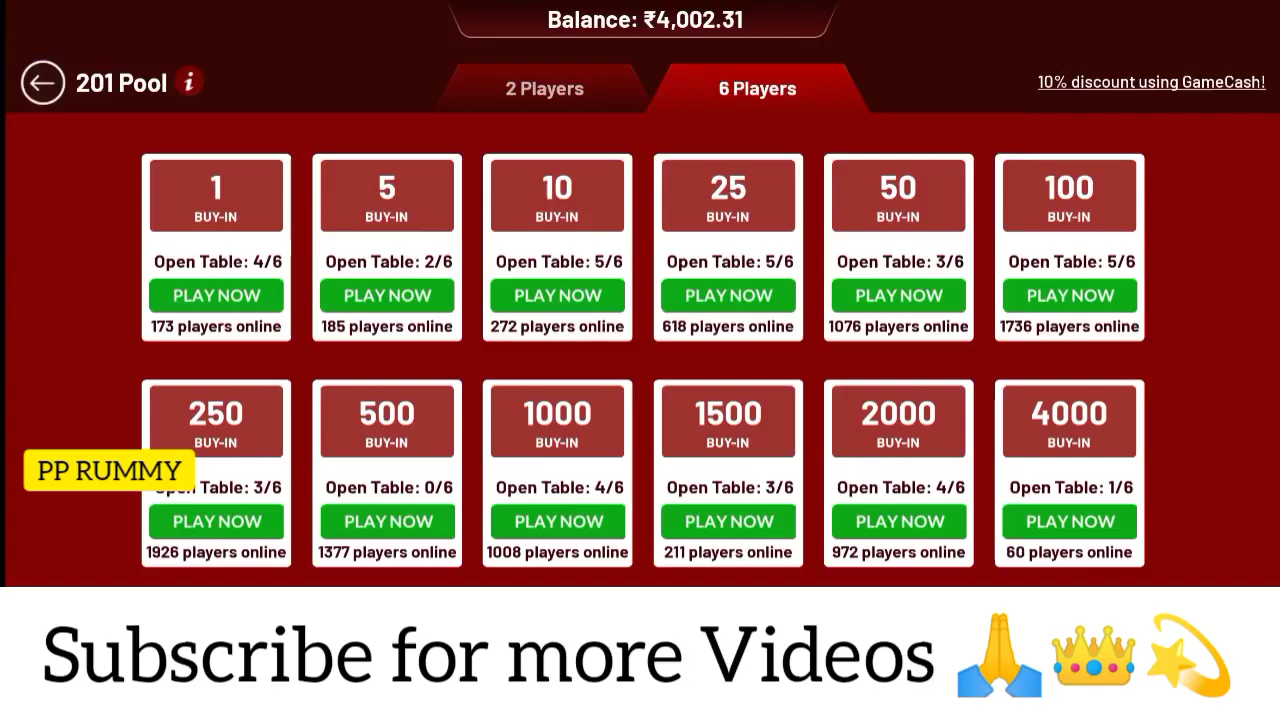 Balance: ₹4,002.31
201 Pool i
2 Players
6 Players
10% discount using GameCash!
1
BUY-IN
Open Table: 4/6
PLAY NOW
173 players online
5
BUY-IN
Open Table: 2/6
PLAY NOW
185 players online
10
BUY-IN
Open Table: 5/6
PLAY NOW
272 players online
25
BUY-IN
Open Table: 5/6
PLAY NOW
618 players online
50
BUY-IN
Open Table: 3/6
PLAY NOW
1076 players online
100
BUY-IN
Open Table: 5/6
PLAY NOW
1736 players online
250
BUY-IN
PP RUMMY
Table: 3/6
PLAY NOW
1926 players online
500
BUY-IN
Open Table: 0/6
PLAY NOW
1377 players online
1000
BUY-IN
Open Table: 4/6
PLAY NOW
1008 players online
1500
BUY-IN
Open Table: 3/6
PLAY NOW
211 players online
2000
BUY-IN
Open Table: 4/6
PLAY NOW
972 players online
4000
BUY-IN
Open Table: 1/6
PLAY NOW
60 players online
Subscribe for more Videos 🙏👑💫